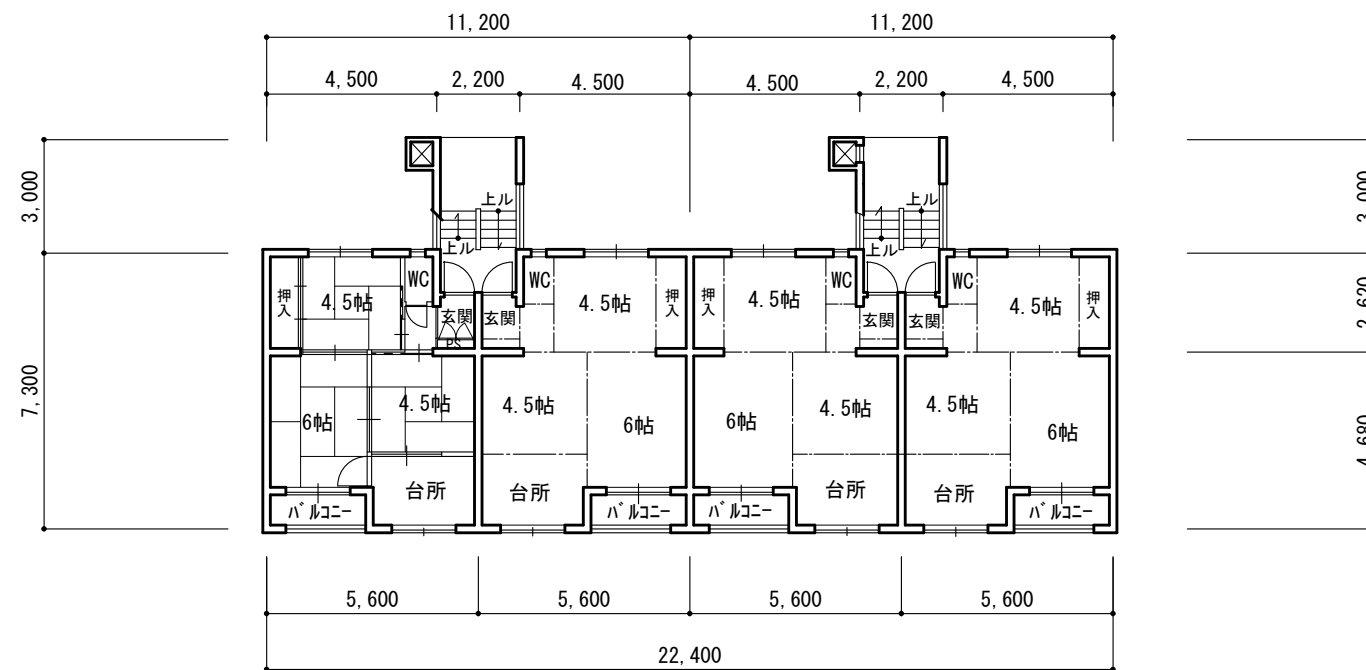 11,200 11,200
4,500 2,200 4.500 4.500 2,200 4,500
3,000 3,000
上ル 上ル
上ル 上ル
WC WC WC WC
押入 4.5帖 4.5帖 押入 押入 4.5帖 4.5帖 押入
玄関 玄関 玄関 玄関
PS
2,620
7,300
6帖 4.5帖 4.5帖 6帖 6帖 4.5帖 4.5帖 6帖
4,680
台所 台所 台所 台所
バルコニー バルコニー バルコニー バルコニー
5,600 5,600 5,600 5,600
22,400